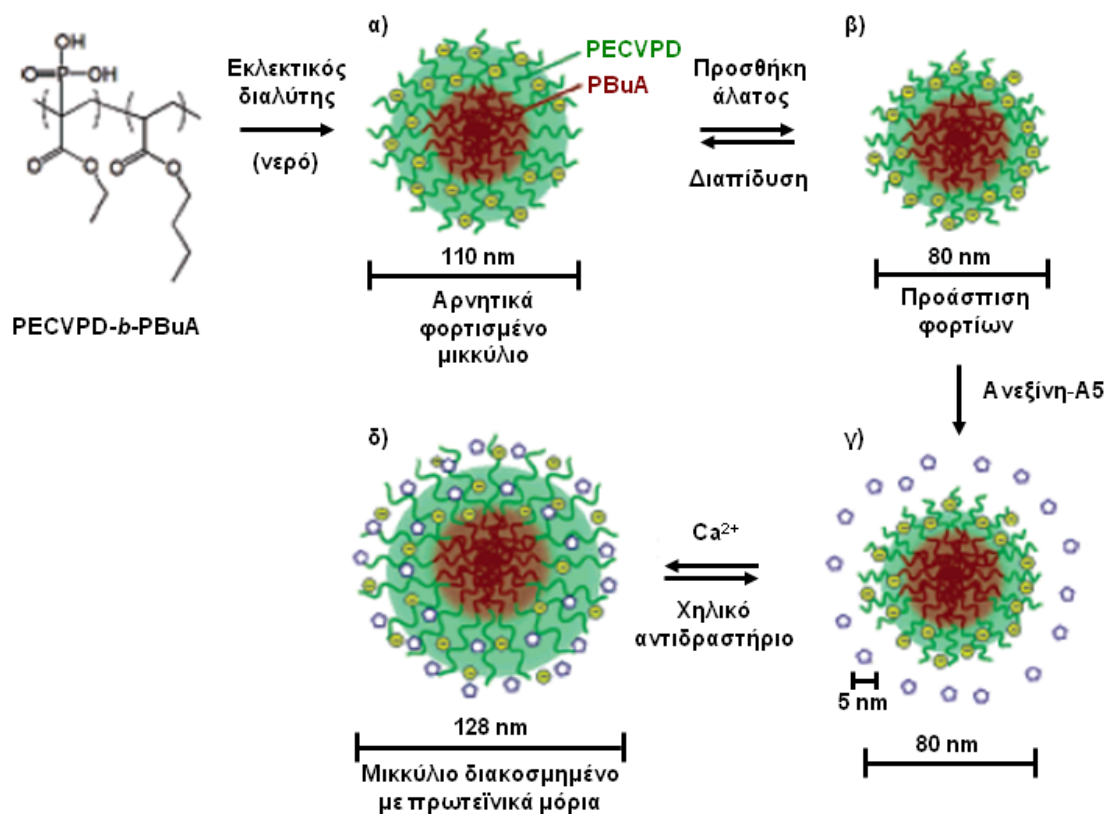 OH
O
P
OH
O
O
O
O
PECVPD-b-PBuA
Εκλεκτικός
διαλύτης
(νερό)
α)
PECVPD
PBuA
110 nm
Αρνητικά
φορτισμένο
μικκύλιο
Προσθήκη
άλατος
Διαπίδυση
β)
80 nm
Προάσπιση
φορτίων
Ανεξίνη-Α5
γ)
5 nm
80 nm
Ca2+
Χηλικό
αντιδραστήριο
δ)
128 nm
Μικκύλιο διακοσμημένο
με πρωτεϊνικά μόρια